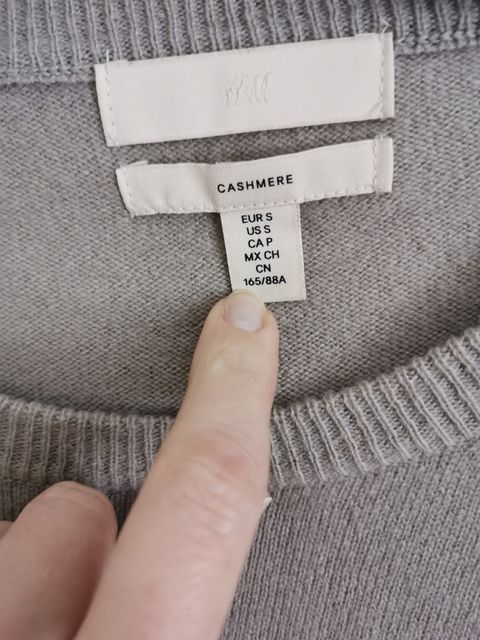 H&M
CASHMERE
EUR S
US S
CA P
MX CH
CN
165/88A